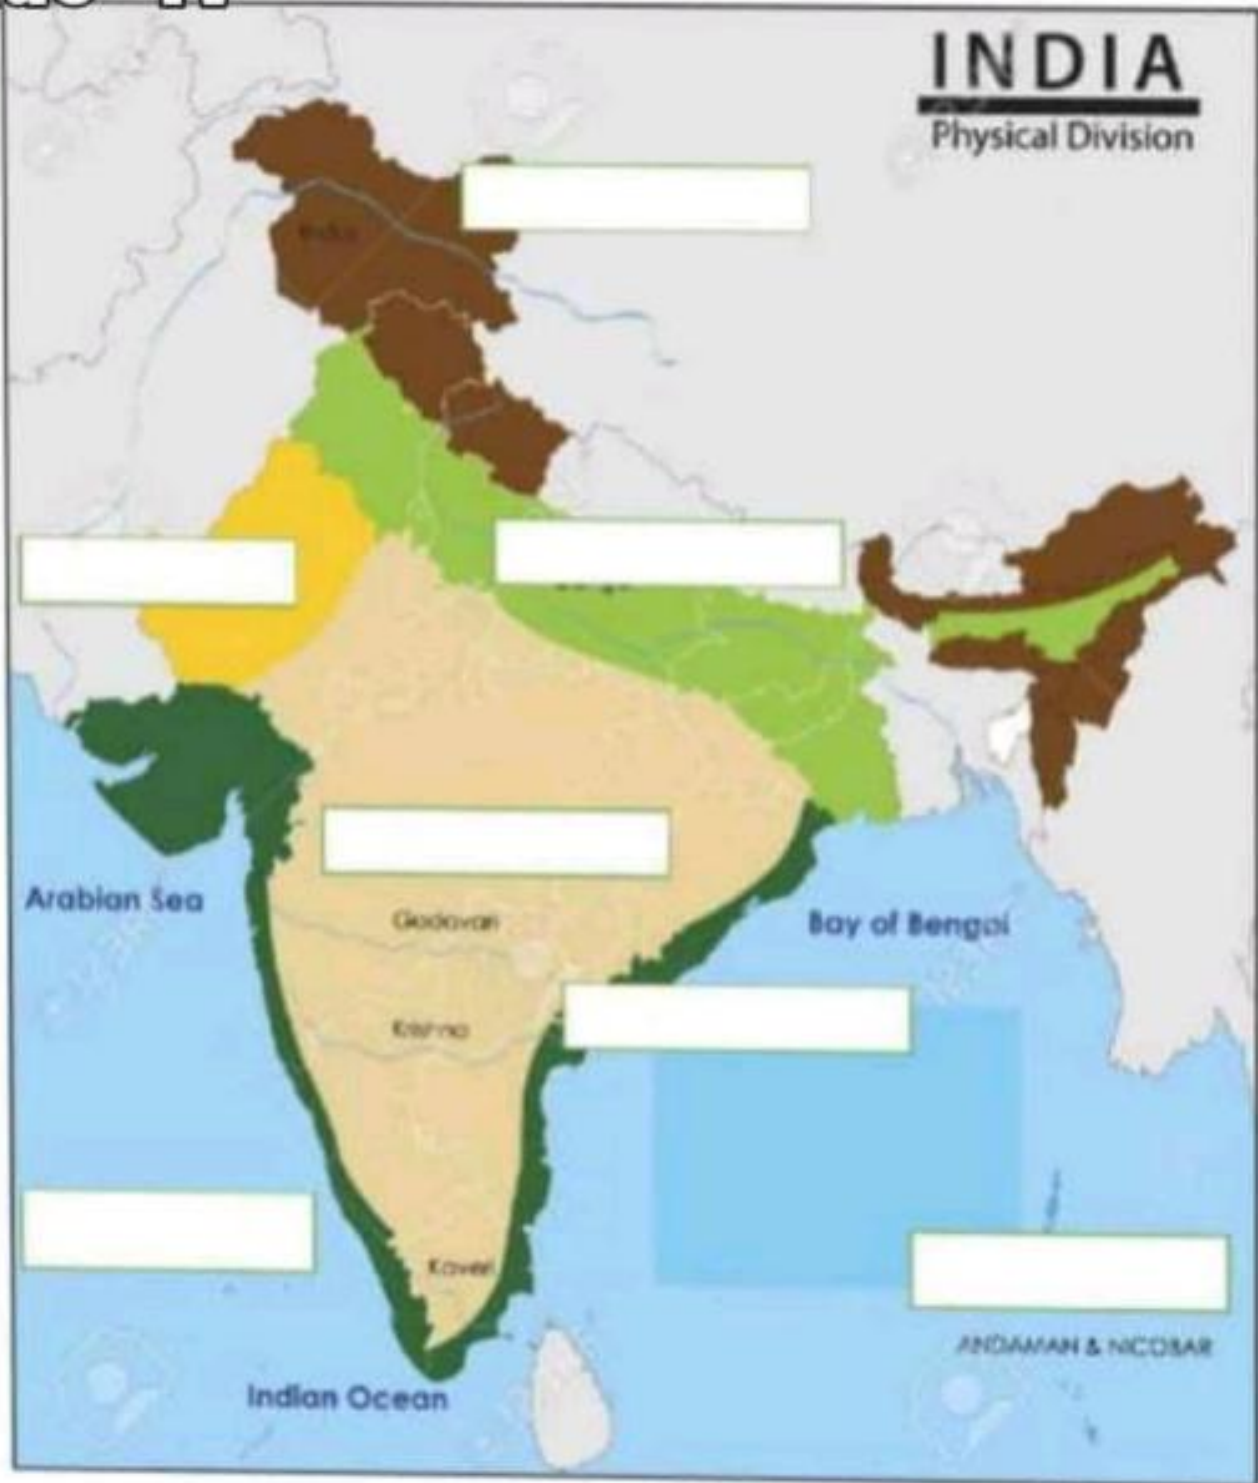 INDIA
Physical Division
Arabian Sea
Godavari
Bay of Bengal
Krishna
Kaveri
ANDAMAN & NICOBAR
Indian Ocean